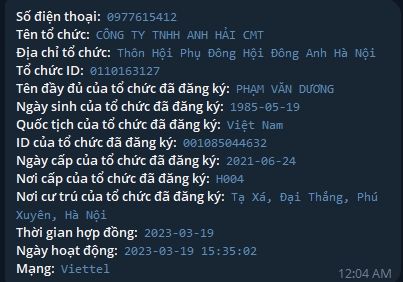 Số điện thoại: 0977615412
Tên tổ chức: CÔNG TY TNHH ANH HẢI CMT
Địa chỉ tổ chức: Thôn Hội Phụ Đông Hội Đông Anh Hà Nội
Tổ chức ID: 0110163127
Tên đầy đủ của tổ chức đã đăng ký: PHẠM VĂN DƯƠNG
Ngày sinh của tổ chức đã đăng ký: 1985-05-19
Quốc tịch của tổ chức đã đăng ký: Việt Nam
ID của tổ chức đã đăng ký: 001085044632
Ngày cấp của tổ chức đã đăng ký: 2021-06-24
Nơi cấp của tổ chức đã đăng ký: H004
Nơi cư trú của tổ chức đã đăng ký: Tạ Xá, Đại Thắng, Phú
Xuyên, Hà Nội
Thời gian hợp đồng: 2023-03-19
Ngày hoạt động: 2023-03-19 15:35:02
Mạng: Viettel
12:04 AM